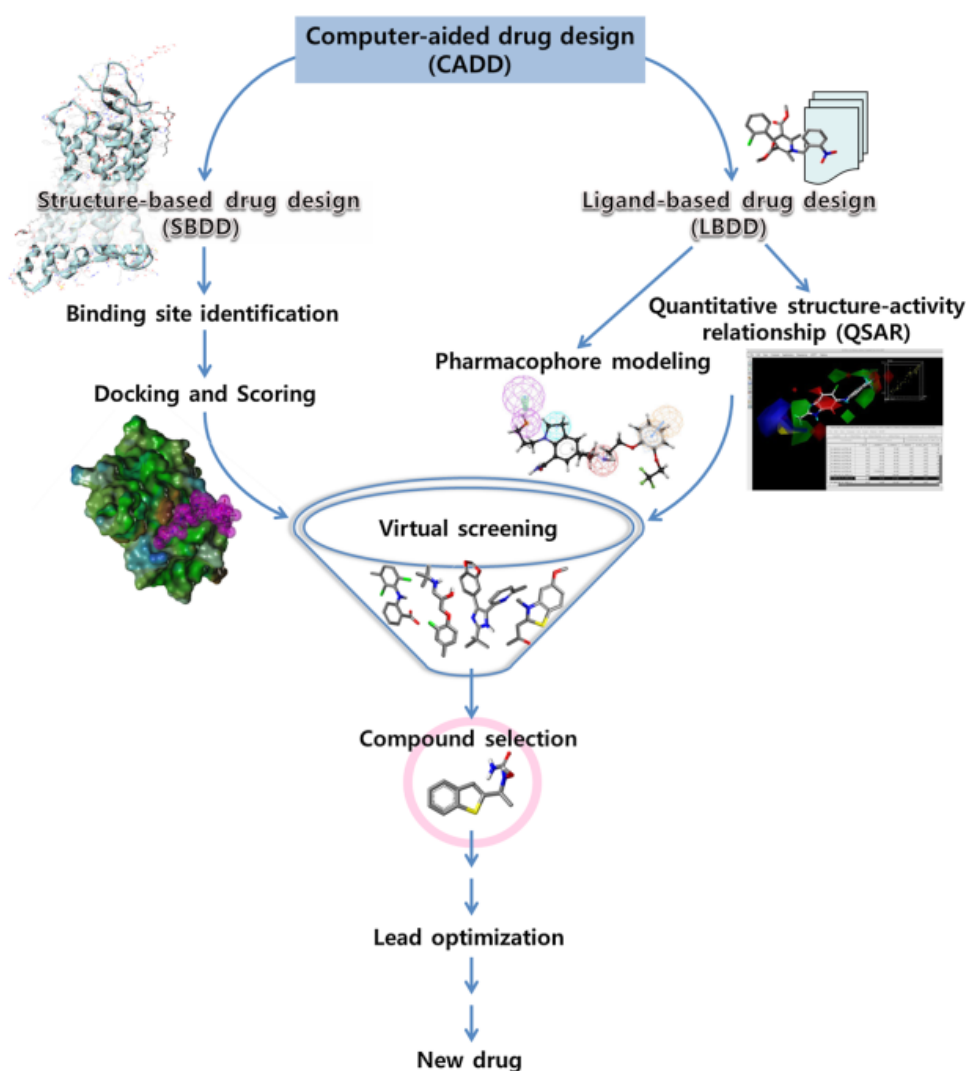 Computer-aided drug design
(CADD)
Structure-based drug design
(SBDD)
Ligand-based drug design
(LBDD)
Binding site identification
Quantitative structure-activity
relationship (QSAR)
Pharmacophore modeling
Docking and Scoring
Virtual screening
Compound selection
Lead optimization
New drug